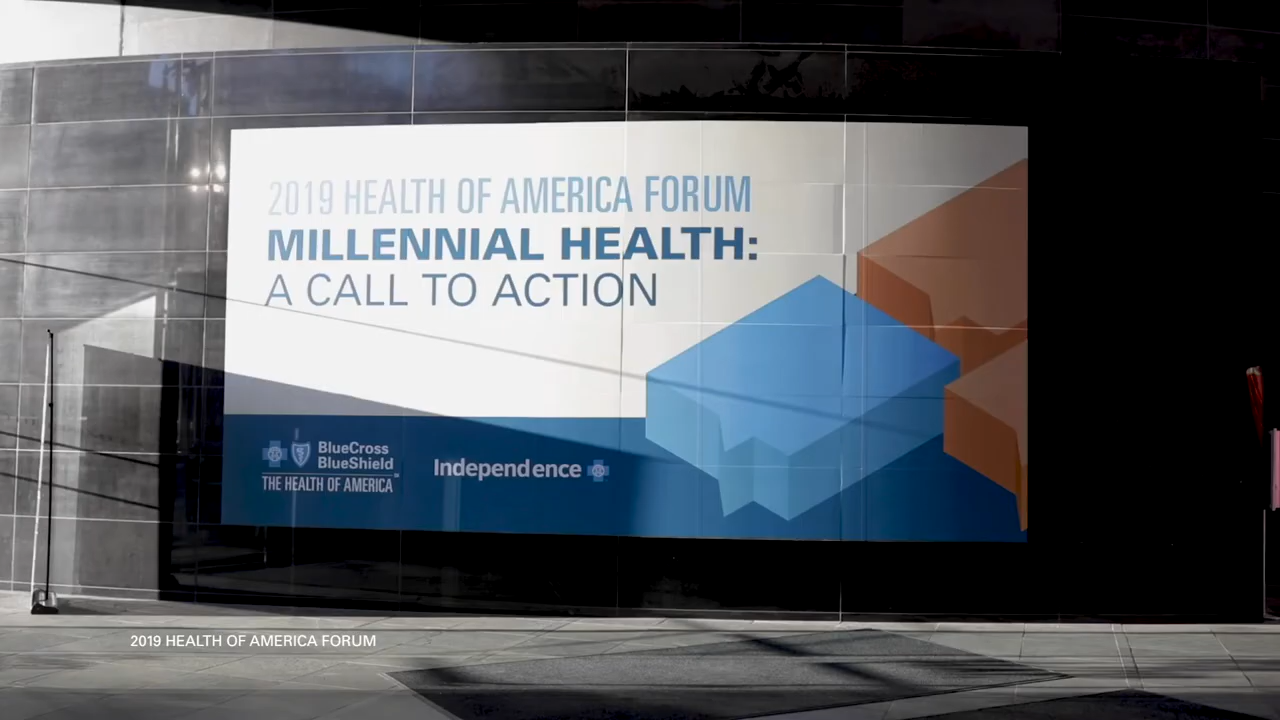 2019 HEALTH OF AMERICA FORUM
MILLENNIAL HEALTH:
A CALL TO ACTION
BlueCross
BlueShield
THE HEALTH OF AMERICA
Independence
2019 HEALTH OF AMERICA FORUM